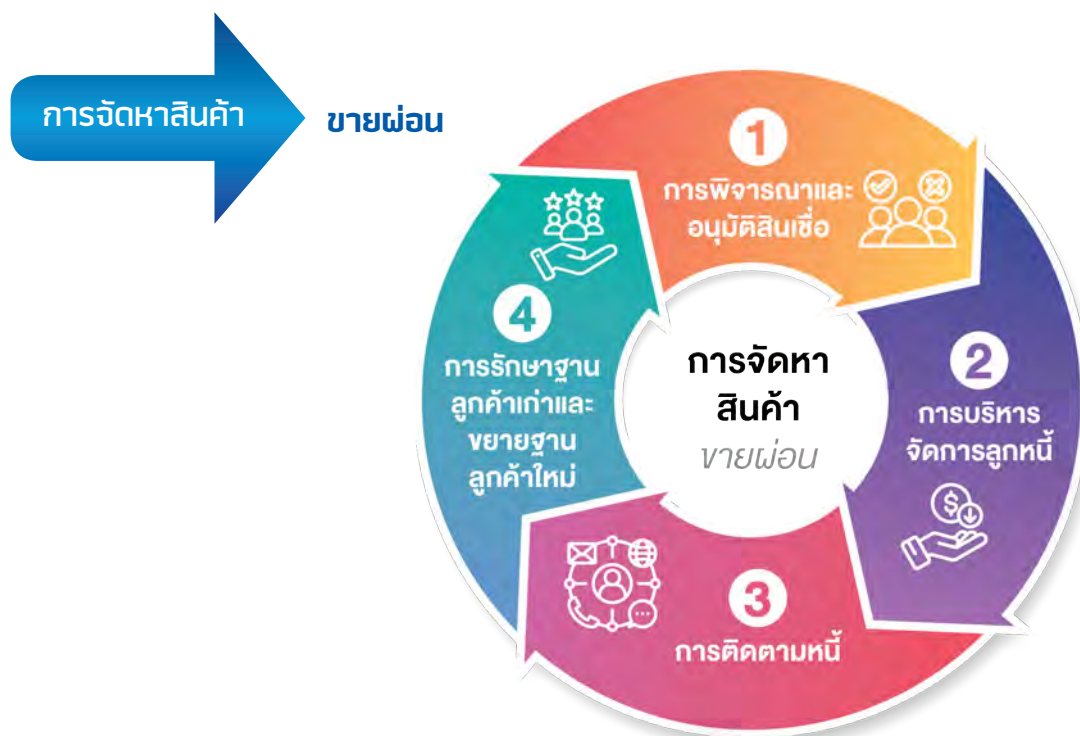 การจัดหาสินค้า
ขายผ่อน
1
การพิจารณาและ
อนุมัติสินเชื่อ
2
การบริหาร
จัดการลูกหนี้
3
การติดตามหนี้
4
การรักษาฐาน
ลูกค้าเก่าและ
ขยายฐาน
ลูกค้าใหม่
การจัดหา
สินค้า
ขายผ่อน